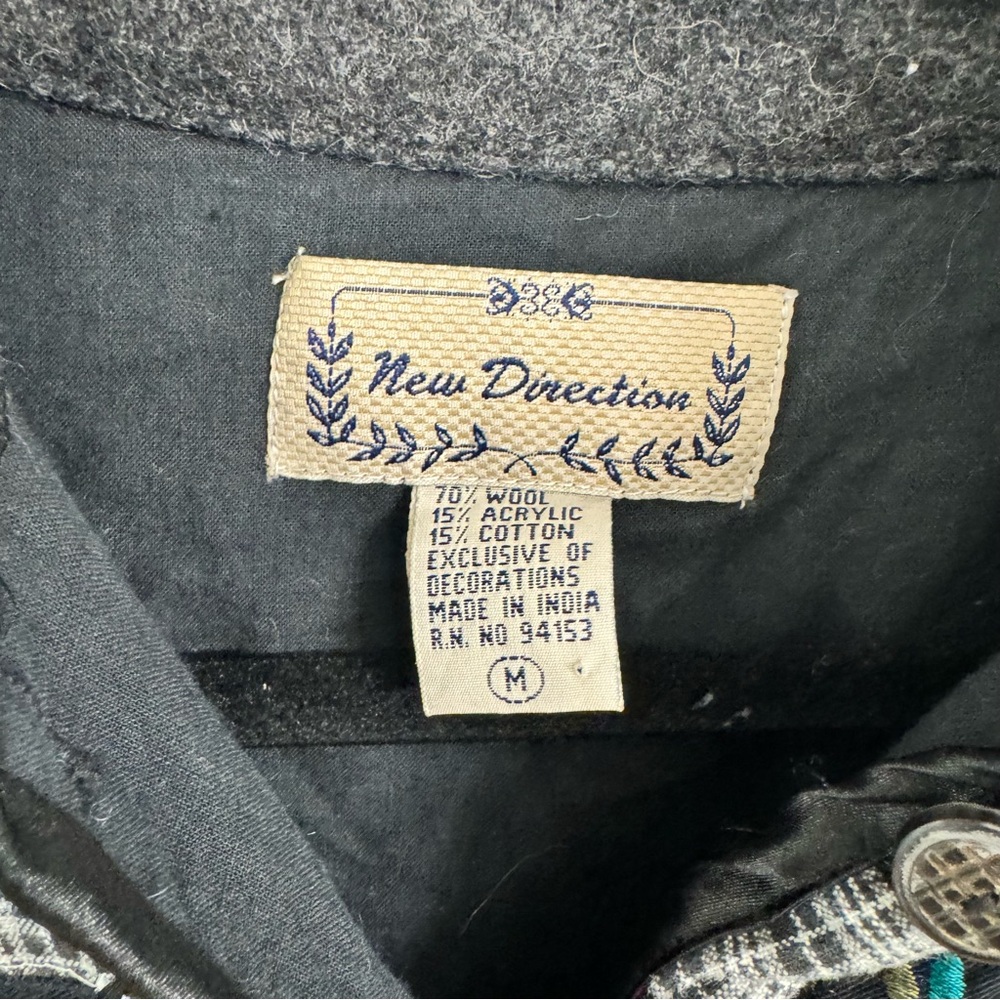 New Direction
70% WOOL
15% ACRYLIC
15% COTTON
EXCLUSIVE OF
DECORATIONS
MADE IN INDIA
R.N. NO 94153
M